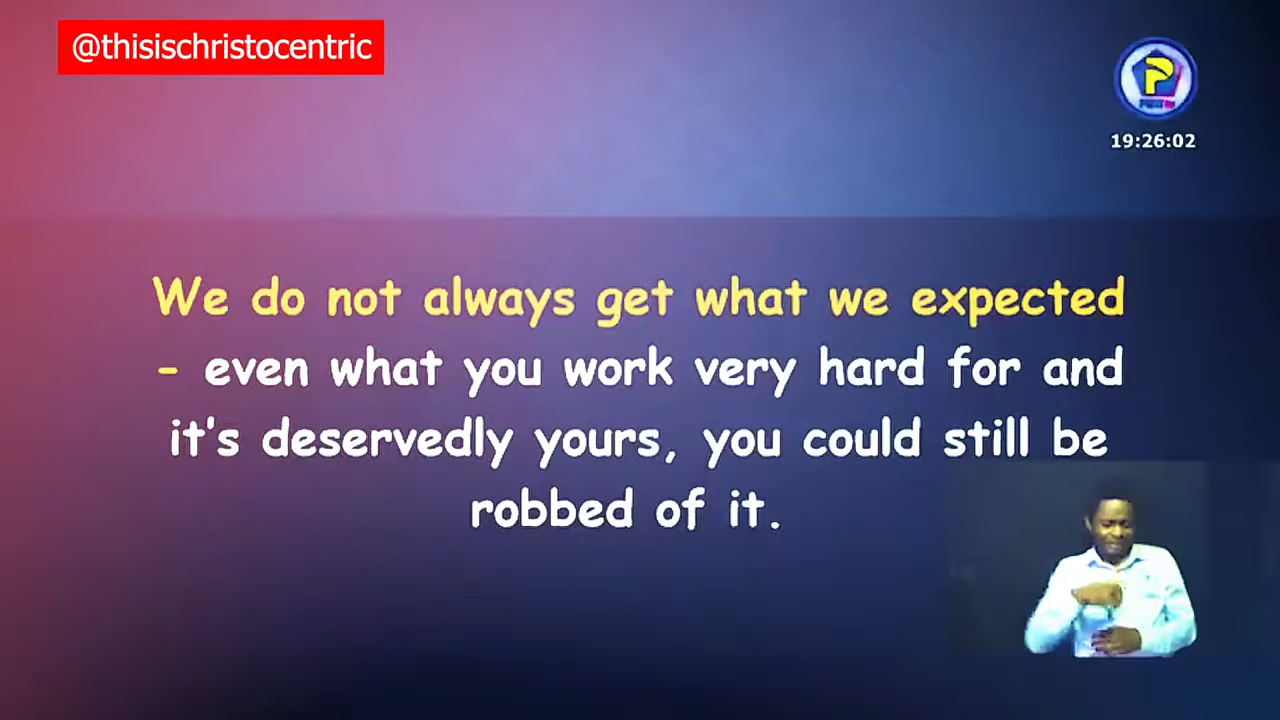 @thisischristocentric
P
19:26:02
We do not always get what we expected
- even what you work very hard for and
it's deservedly yours, you could still be
robbed of it.